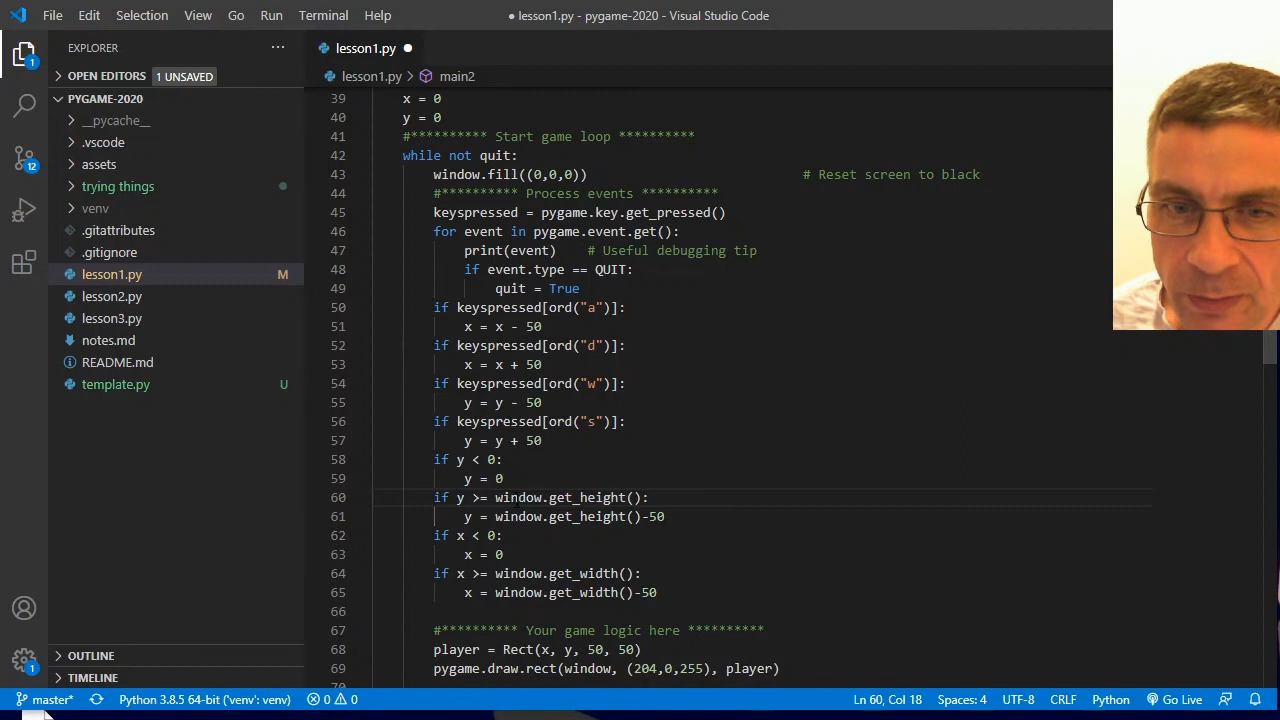 File Edit Selection View Go Run Terminal Help
● lesson1.py - pygame-2020 - Visual Studio Code
EXPLORER ···
OPEN EDITORS 1 UNSAVED
PYGAME-2020
__pycache__
.vscode
assets
trying things
venv
.gitattributes
.gitignore
lesson1.py M
lesson2.py
lesson3.py
notes.md
README.md
template.py U
OUTLINE
TIMELINE
1
12
1
lesson1.py ●
lesson1.py > main2
39 x = 0
40 y = 0
41 #********** Start game loop **********
42 while not quit:
43 window.fill((0,0,0)) # Reset screen to black
44 #********** Process events **********
45 keyspressed = pygame.key.get_pressed()
46 for event in pygame.event.get():
47 print(event) # Useful debugging tip
48 if event.type == QUIT:
49 quit = True
50 if keyspressed[ord("a")]:
51 x = x - 50
52 if keyspressed[ord("d")]:
53 x = x + 50
54 if keyspressed[ord("w")]:
55 y = y - 50
56 if keyspressed[ord("s")]:
57 y = y + 50
58 if y < 0:
59 y = 0
60 if y >= window.get_height():
61 y = window.get_height()-50
62 if x < 0:
63 x = 0
64 if x >= window.get_width():
65 x = window.get_width()-50
66
67 #********** Your game logic here **********
68 player = Rect(x, y, 50, 50)
69 pygame.draw.rect(window, (204,0,255), player)
70
master* Python 3.8.5 64-bit ('venv': venv) 0 0 Ln 60, Col 18 Spaces: 4 UTF-8 CRLF Python Go Live